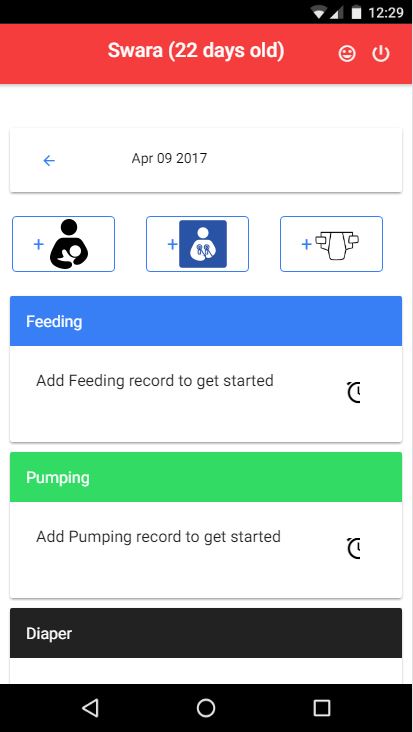 12:29
Swara (22 days old)
Apr 09 2017
+ + +
Feeding
Add Feeding record to get started
Pumping
Add Pumping record to get started
Diaper